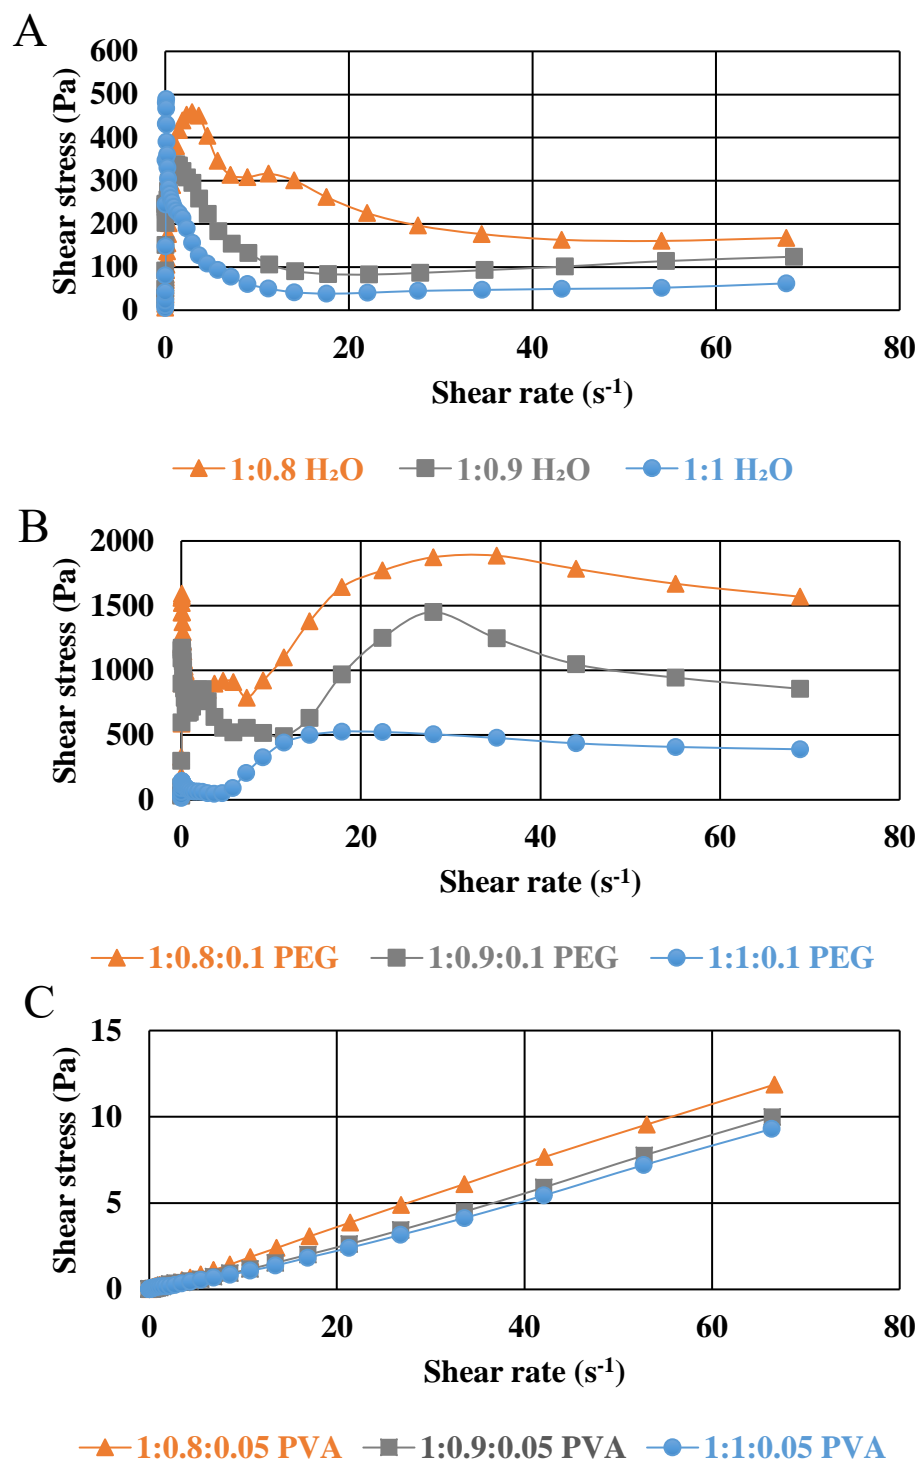 A
Shear stress (Pa)
600
500
400
300
200
100
0
0 20 40 60 80
Shear rate (s⁻¹)
1:0.8 H₂O 1:0.9 H₂O 1:1 H₂O
B
Shear stress (Pa)
2000
1500
1000
500
0
0 20 40 60 80
Shear rate (s⁻¹)
1:0.8:0.1 PEG 1:0.9:0.1 PEG 1:1:0.1 PEG
C
Shear stress (Pa)
15
10
5
0
0 20 40 60 80
Shear rate (s⁻¹)
1:0.8:0.05 PVA 1:0.9:0.05 PVA 1:1:0.05 PVA